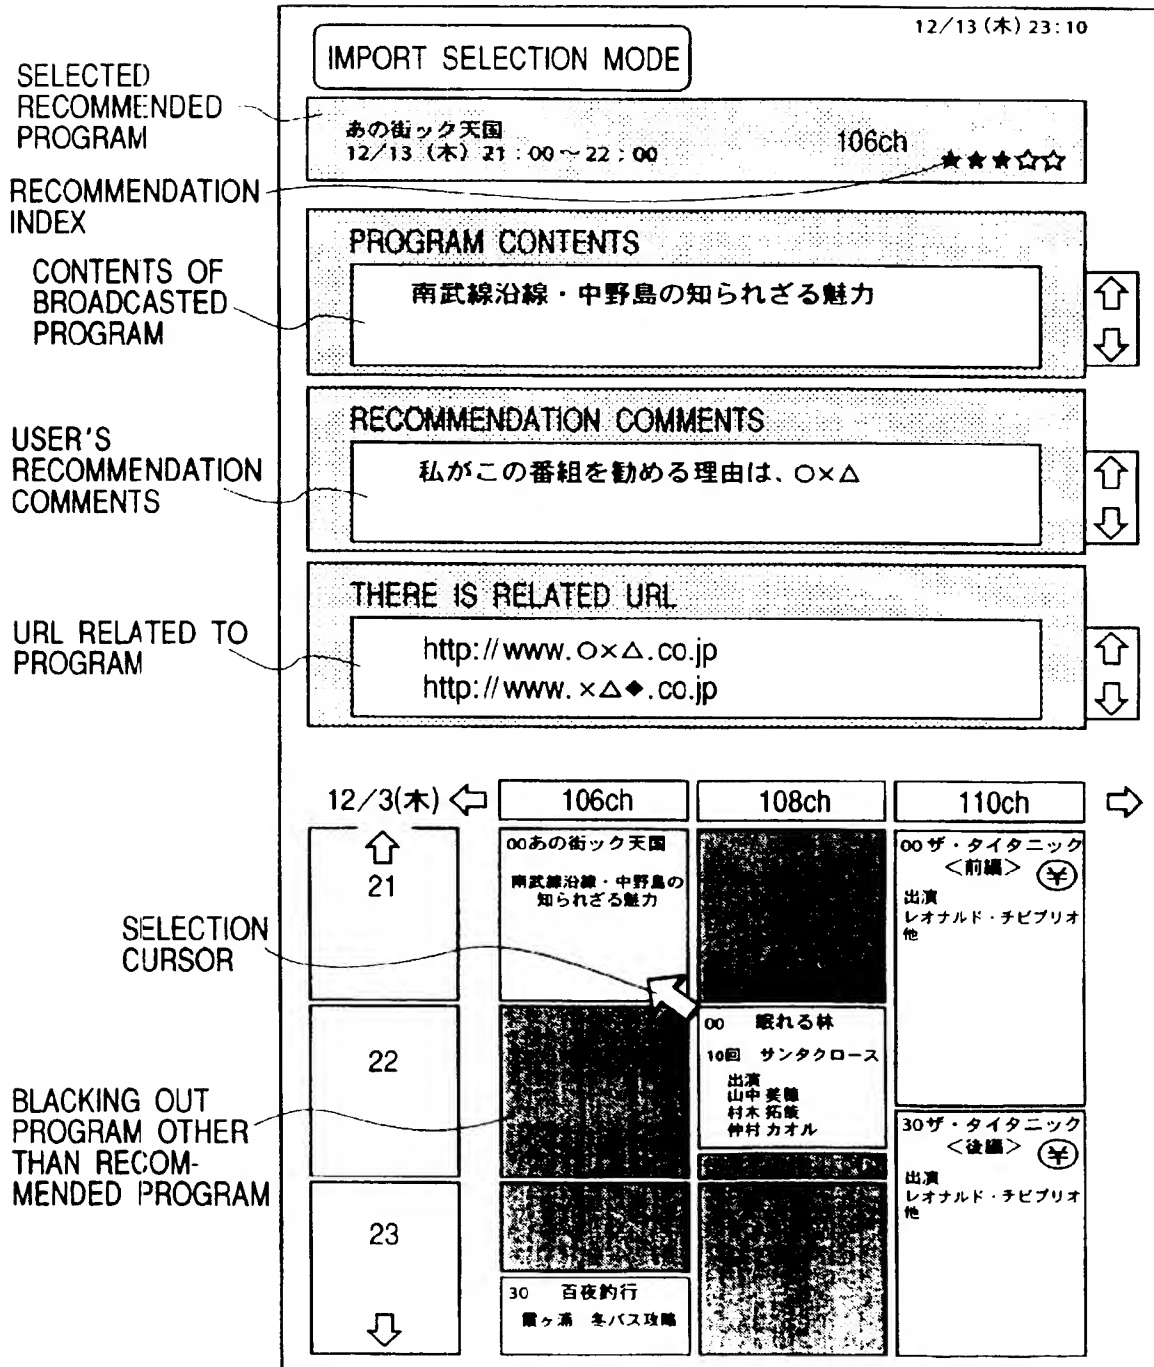 12/13(木) 23:10
IMPORT SELECTION MODE
SELECTED
RECOMMENDED
PROGRAM
あの街ック天国
12/13 (木) 21:00～22:00
106ch
★★★☆☆
RECOMMENDATION
INDEX
PROGRAM CONTENTS
CONTENTS OF
BROADCASTED
PROGRAM
南武線沿線・中野島の知られざる魅力
RECOMMENDATION COMMENTS
USER'S
RECOMMENDATION
COMMENTS
私がこの番組を勧める理由は、○×△
THERE IS RELATED URL
URL RELATED TO
PROGRAM
http://www.○×△.co.jp
http://www.×△◆.co.jp
12/3(木)
106ch
108ch
110ch
21
22
23
00あの街ック天国
南武線沿線・中野島の
知られざる魅力
00ザ・タイタニック
<前編>
¥
出演
レオナルド・チビプリオ
他
SELECTION
CURSOR
00 眠れる林
10回 サンタクロース
出演
山中
村木
仲村 カオル
BLACKING OUT
PROGRAM OTHER
THAN RECOM-
MENDED PROGRAM
30ザ・タイタニック
<後編>
¥
出演
レオナルド・チビプリオ
他
30 百夜釣行
霞ヶ浦 冬バス攻略